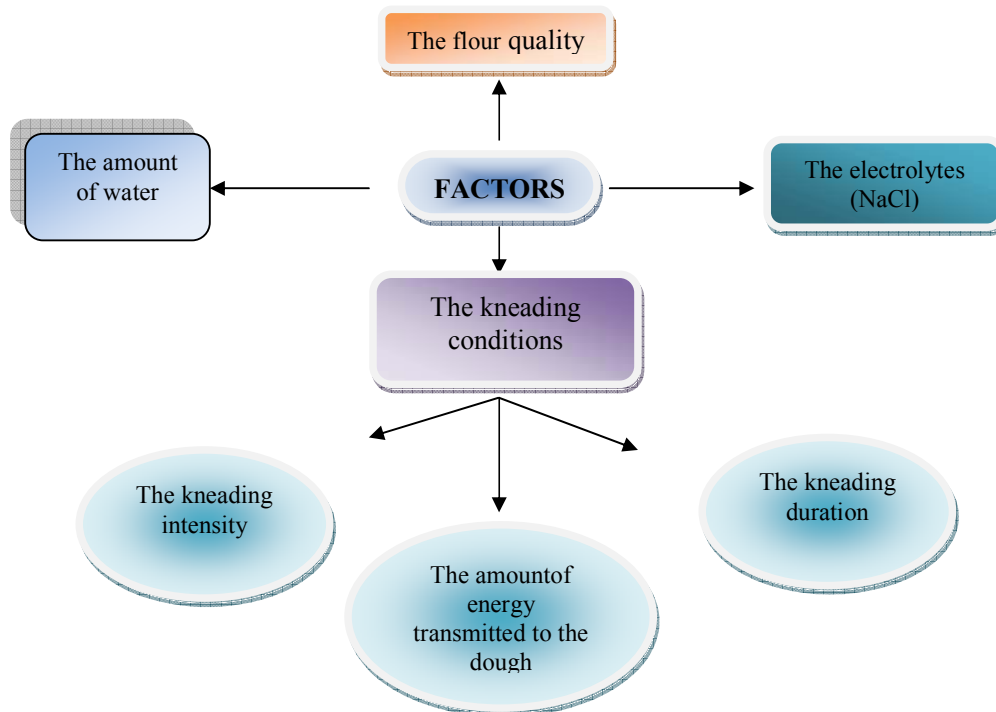 The flour quality
The amount
of water
FACTORS
The electrolytes
(NaCl)
The kneading
conditions
The kneading
intensity
The kneading
duration
The amountof
energy
transmitted to the
dough